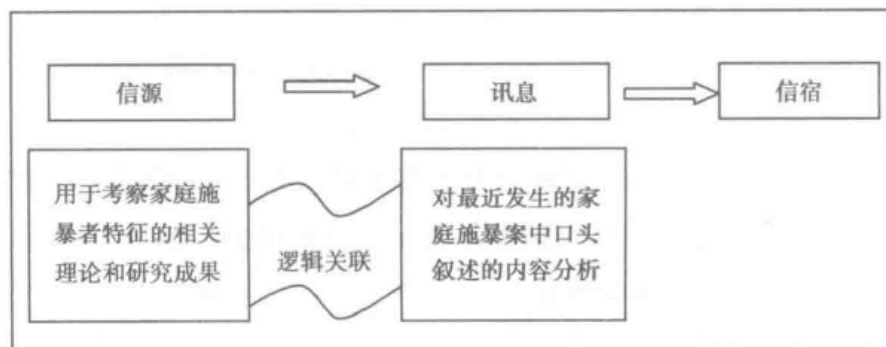 信源
讯息
信宿
用于考察家庭施
暴者特征的相关
理论和研究成果
逻辑关联
对最近发生的家
庭施暴案中口头
叙述的内容分析